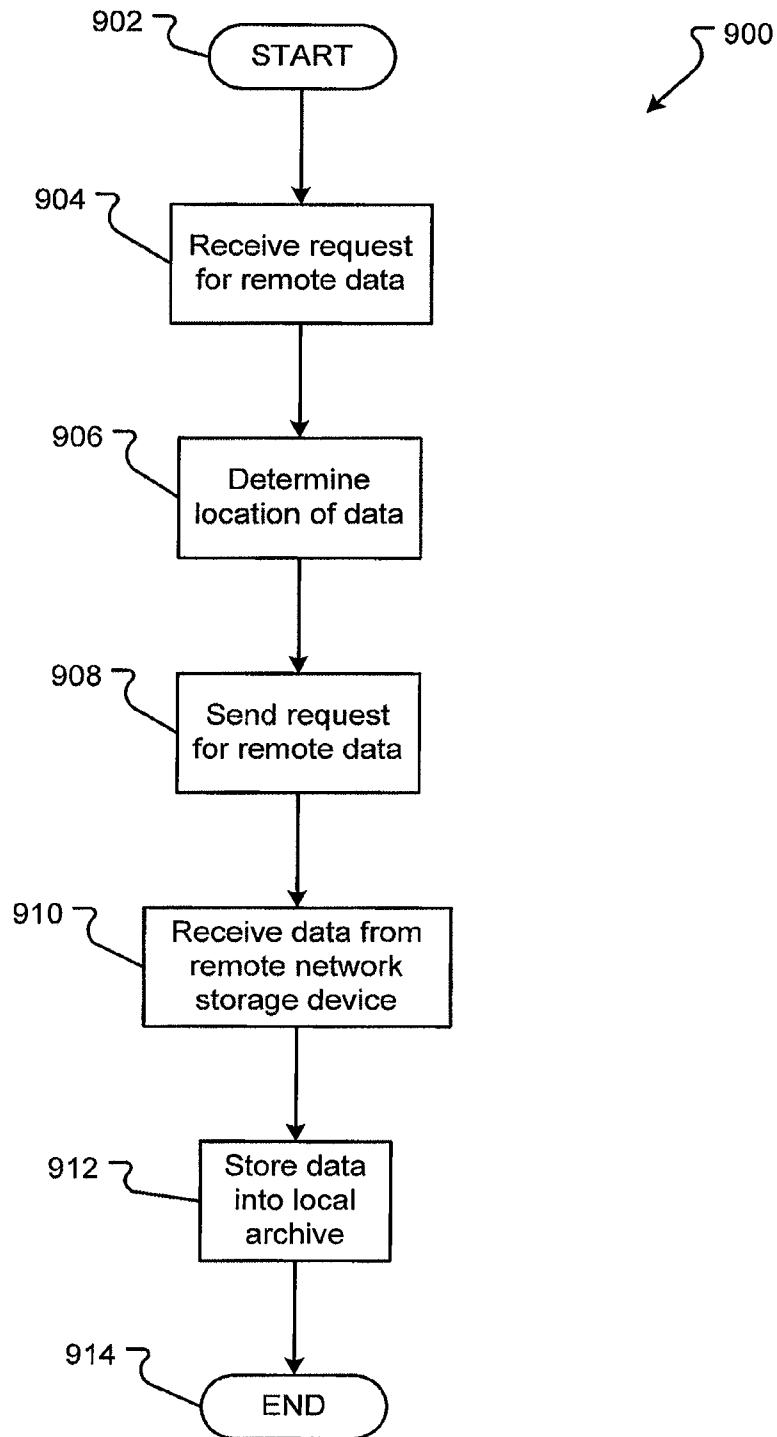 902
START
900
904
Receive request
for remote data
906
Determine
location of data
908
Send request
for remote data
910
Receive data from
remote network
storage device
912
Store data
into local
archive
914
END